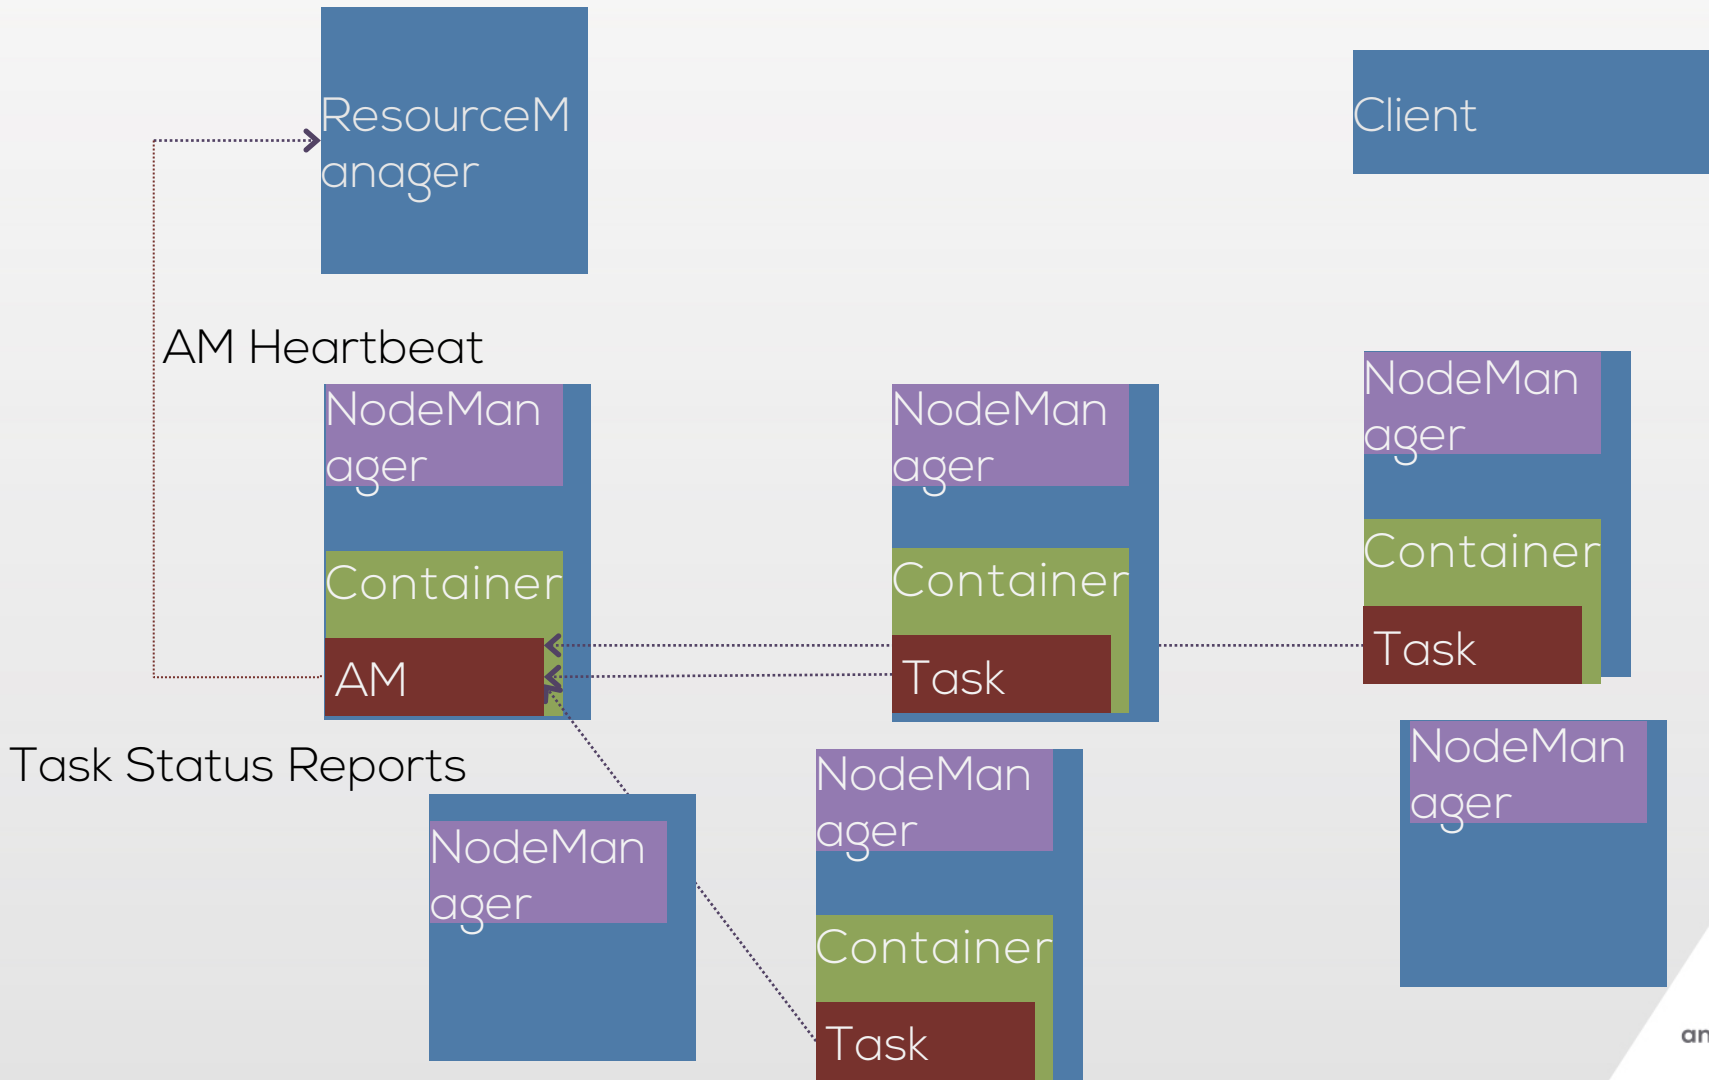 ResourceM
anager
Client
AM Heartbeat
NodeMan
ager
Container
AM
NodeMan
ager
Container
Task
NodeMan
ager
Container
Task
Task Status Reports
NodeMan
ager
NodeMan
ager
Container
Task
NodeMan
ager
an